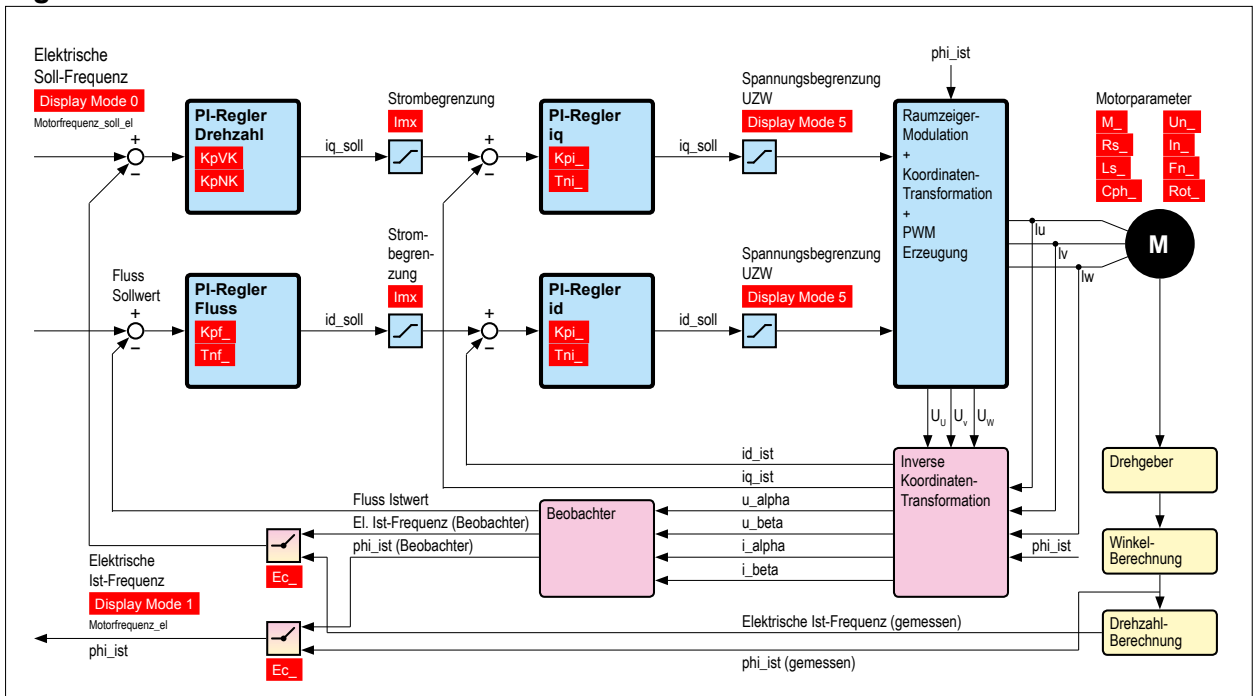 Elektrische
Soll-Frequenz
Display Mode 0
Motorfrequenz_soll_el
+
−
PI-Regler
Drehzahl
KpVK
KpNK
iq_soll
Strombegrenzung
Imx
+
−
PI-Regler
iq
Kpi_
Tni_
iq_soll
Spannungsbegrenzung
UZW
Display Mode 5
phi_ist
Raumzeiger-
Modulation
+
Koordinaten-
Transformation
+
PWM
Erzeugung
Motorparameter
M_
Un_
Rs_
In_
Ls_
Fn_
Cph_
Rot_
Iu
Iv
Iw
M
Fluss
Sollwert
+
−
PI-Regler
Fluss
Kpf_
Tnf_
id_soll
Strom-
begren-
zung
Imx
+
−
PI-Regler
id
Kpi_
Tni_
id_soll
Spannungsbegrenzung
UZW
Display Mode 5
UU
Uv
UW
id_ist
iq_ist
Inverse
Koordinaten-
Transformation
Drehgeber
Fluss Istwert
El. Ist-Frequenz (Beobachter)
phi_ist (Beobachter)
Beobachter
u_alpha
u_beta
i_alpha
i_beta
phi_ist
Winkel-
Berechnung
Ec_
Elektrische
Ist-Frequenz
Display Mode 1
Motorfrequenz_el
phi_ist
Ec_
Elektrische Ist-Frequenz (gemessen)
phi_ist (gemessen)
Drehzahl-
Berechnung